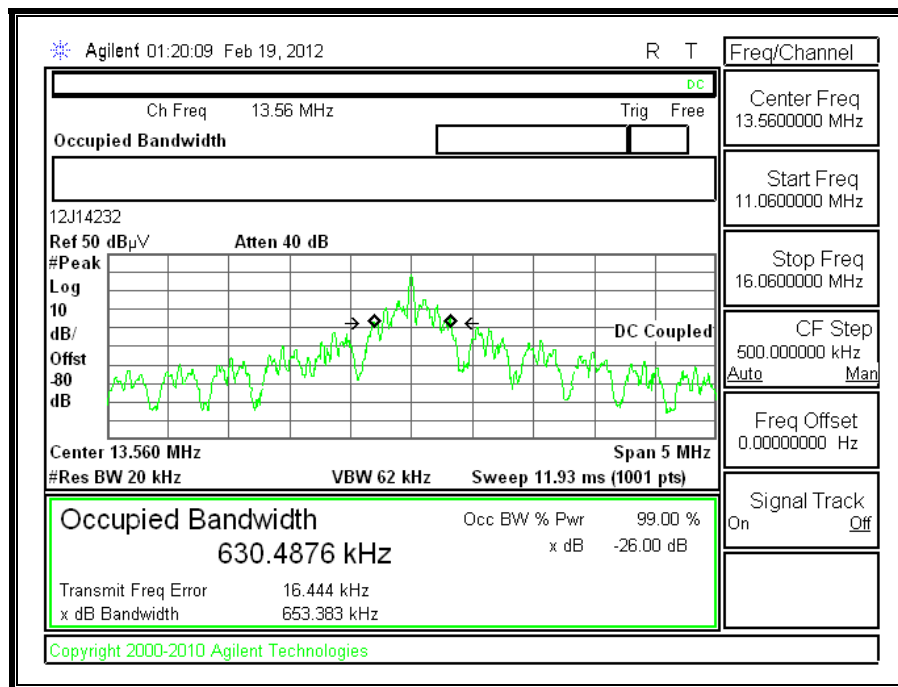 Agilent 01:20:09 Feb 19, 2012 R T
Freq/Channel
DC
Ch Freq 13.56 MHz Trig Free
Occupied Bandwidth
Center Freq
13.5600000 MHz
Start Freq
11.0600000 MHz
Stop Freq
16.0600000 MHz
CF Step
500.000000 kHz
Auto Man
Freq Offset
0.00000000 Hz
Signal Track
On Off
12J14232
Ref 50 dBµV Atten 40 dB
#Peak
Log
10
dB/
Offst
-80
dB
DC Coupled
Center 13.560 MHz Span 5 MHz
#Res BW 20 kHz VBW 62 kHz Sweep 11.93 ms (1001 pts)
Occupied Bandwidth Occ BW % Pwr 99.00 %
630.4876 kHz x dB -26.00 dB
Transmit Freq Error 16.444 kHz
x dB Bandwidth 653.383 kHz
Copyright 2000-2010 Agilent Technologies